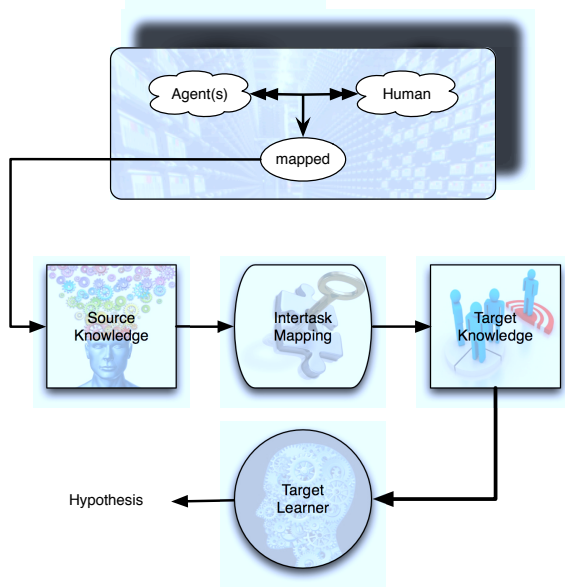 Agent(s)
Human
mapped
Source
Knowledge
Intertask
Mapping
Target
Knowledge
Target
Learner
Hypothesis